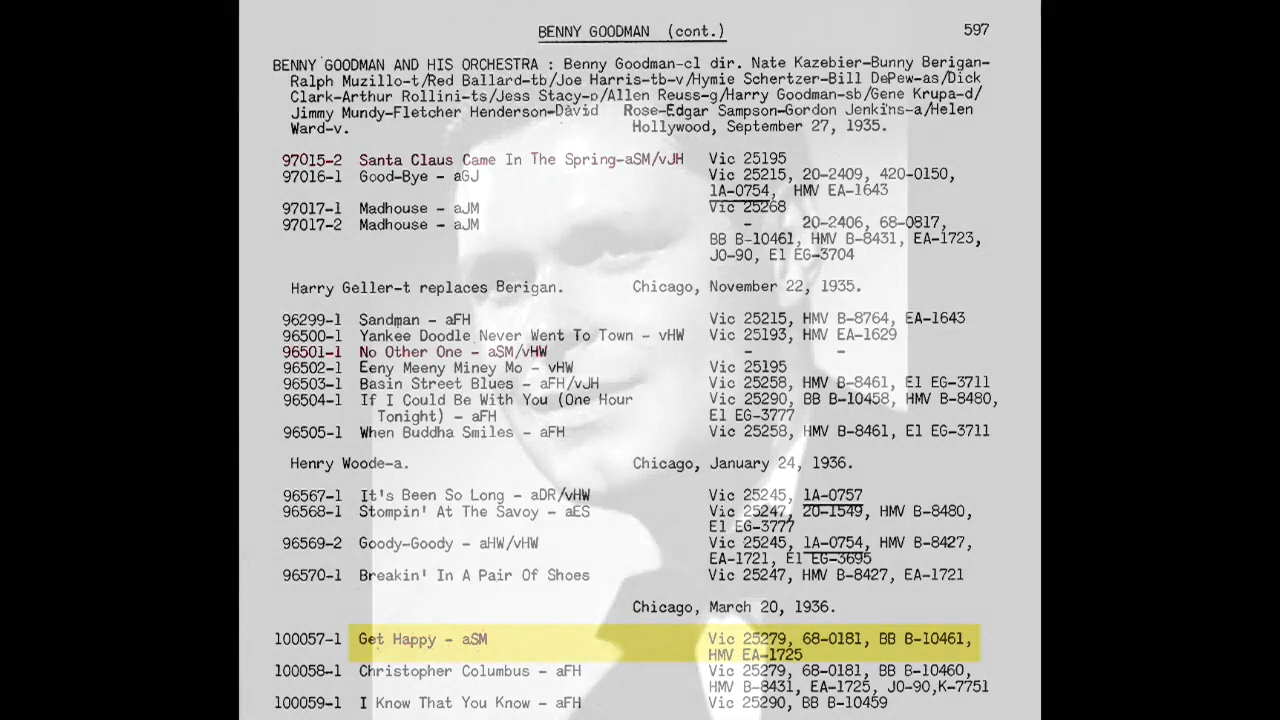 BENNY GOODMAN (cont.) 597
BENNY GOODMAN AND HIS ORCHESTRA : Benny Goodman-cl dir. Nate Kazebier-Bunny Berigan-
Ralph Muzillo-t/Red Ballard-tb/Joe Harris-tb-v/Hymie Schertzer-Bill DePew-as/Dick
Clark-Arthur Rollini-ts/Jess Stacy-p/Allen Reuss-g/Harry Goodman-sb/Gene Krupa-d/
Jimmy Mundy-Fletcher Henderson-David Rose-Edgar Sampson-Gordon Jenkins-a/Helen
Ward-v. Hollywood, September 27, 1935.
97015-2 Santa Claus Came In The Spring-aSM/vJH Vic 25195
97016-1 Good-Bye - aGJ Vic 25215, 20-2409, 420-0150,
1A-0754, HMV EA-1643
97017-1 Madhouse - aJM Vic 25268
97017-2 Madhouse - aJM - 20-2406, 68-0817,
BB B-10461, HMV B-8431, EA-1723,
JO-90, El EG-3704
Harry Geller-t replaces Berigan. Chicago, November 22, 1935.
96299-1 Sandman - aFH Vic 25215, HMV B-8764, EA-1643
96500-1 Yankee Doodle Never Went To Town - vHW Vic 25193, HMV EA-1629
96501-1 No Other One - aSM/vHW - -
96502-1 Eeny Meeny Miney Mo - vHW Vic 25195
96503-1 Basin Street Blues - aFH/vJH Vic 25258, HMV B-8461, El EG-3711
96504-1 If I Could Be With You (One Hour Vic 25290, BB B-10458, HMV B-8480,
Tonight) - aFH El EG-3777
96505-1 When Buddha Smiles - aFH Vic 25258, HMV B-8461, El EG-3711
Henry Woode-a. Chicago, January 24, 1936.
96567-1 It's Been So Long - aDR/vHW Vic 25245, 1A-0757
96568-1 Stompin' At The Savoy - aES Vic 25247, 20-1549, HMV B-8480,
El EG-3777
96569-2 Goody-Goody - aHW/vHW Vic 25245, 1A-0754, HMV B-8427,
EA-1721, El EG-3695
96570-1 Breakin' In A Pair Of Shoes Vic 25247, HMV B-8427, EA-1721
Chicago, March 20, 1936.
100057-1 Get Happy - aSM Vic 25279, 68-0181, BB B-10461,
HMV EA-1725
100058-1 Christopher Columbus - aFH Vic 25279, 68-0181, BB B-10460,
HMV B-8431, EA-1725, JO-90,K-7751
100059-1 I Know That You Know - aFH Vic 25290, BB B-10459